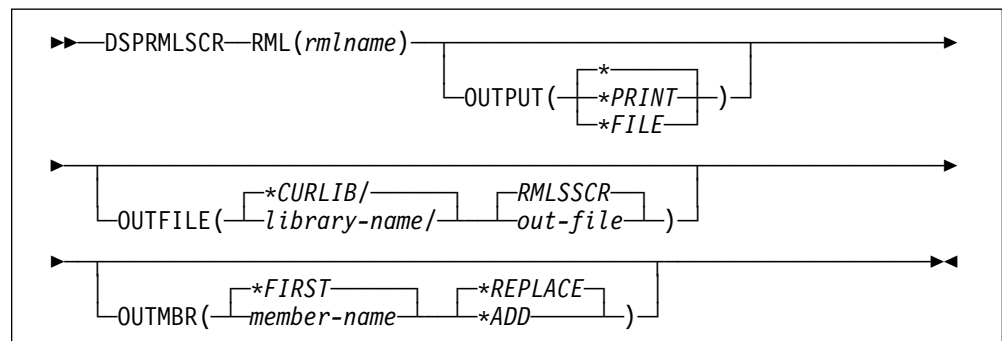 DSPRMLSCR RML(rmlname)
*
OUTPUT( *PRINT )
*FILE
*CURLIB/ RMLSSCR
OUTFILE( library-name/ out-file )
*FIRST *REPLACE
OUTMBR( member-name *ADD )